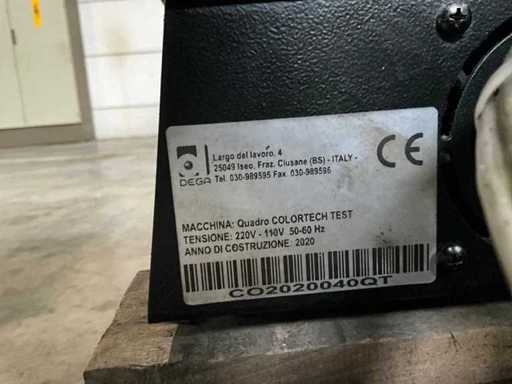 DEGA
Largo del lavoro, 4
25049 Iseo, Fraz. Clusane (BS) - ITALY -
Tel. 030-989595 Fax. 030-989596
CE
MACCHINA: Quadro COLORTECH TEST
TENSIONE: 220V - 110V 50-60 Hz
ANNO DI COSTRUZIONE: 2020
CO2020040QT